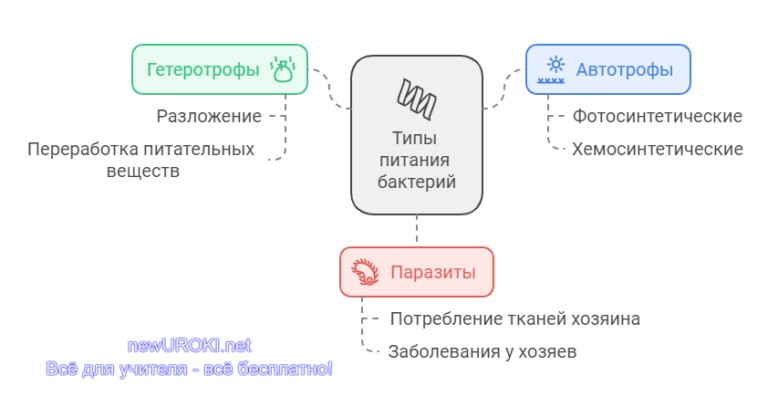 Гетеротрофы
Разложение
Переработка питательных
веществ
Типы
питания
бактерий
Автотрофы
Фотосинтетические
Хемосинтетические
Паразиты
Потребление тканей хозяина
Заболевания у хозяев
newUROKI.net
Всё для учителя - всё бесплатно!